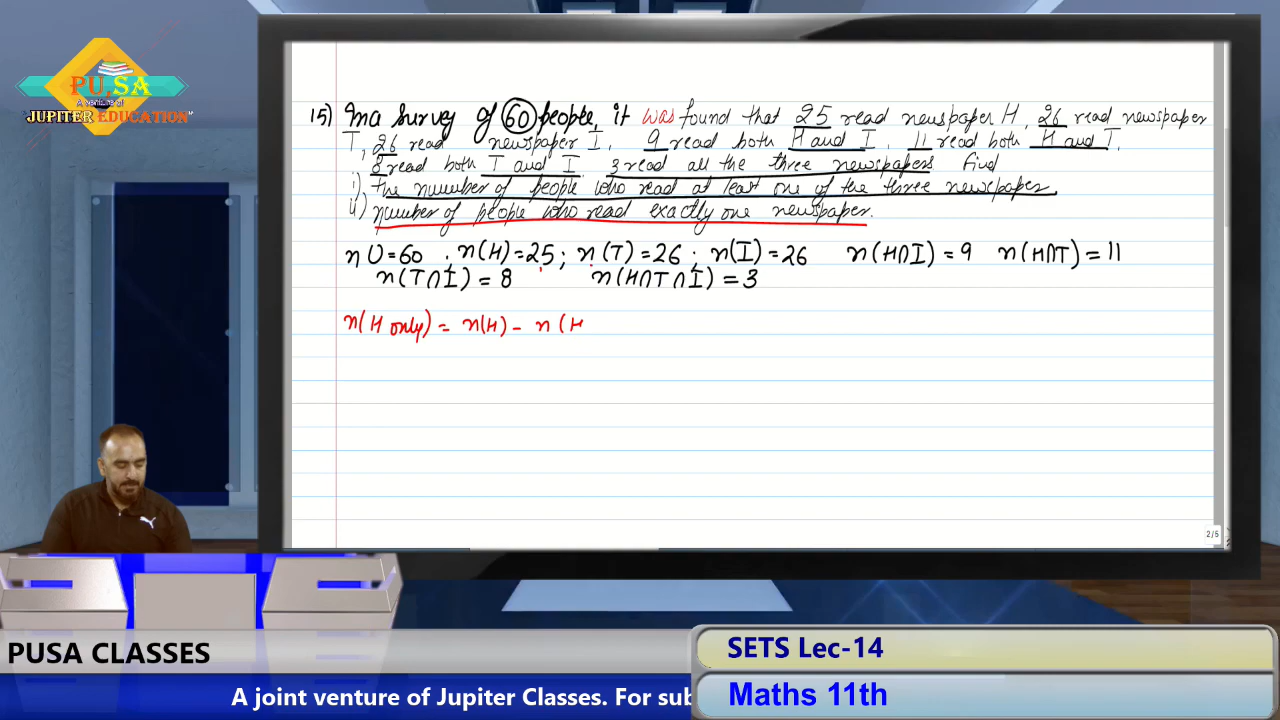 PU,SA
A venture of
JUPITER EDUCATION
15) In a Survey of 60 people, it was found that 25 read newspaper H, 26 read newspaper
T, 26 read newspaper I, 9 read both H and I, 11 read both H and T,
8 read both T and I, 3 read all the three newspapers Find
i) the number of people who read at least one of the three newspaper.
ii) number of people who read exactly one newspaper.
n()=60 . n(H)=25; n(T)=26; n(I)=26 n(H∩I)=9 n(H∩T)=11
n(T∩I)=8 n(H∩T∩I)=3
n(H only) = n(H) - n(H
2/5
PUSA CLASSES
SETS Lec-14
A joint venture of Jupiter Classes. For sub
Maths 11th